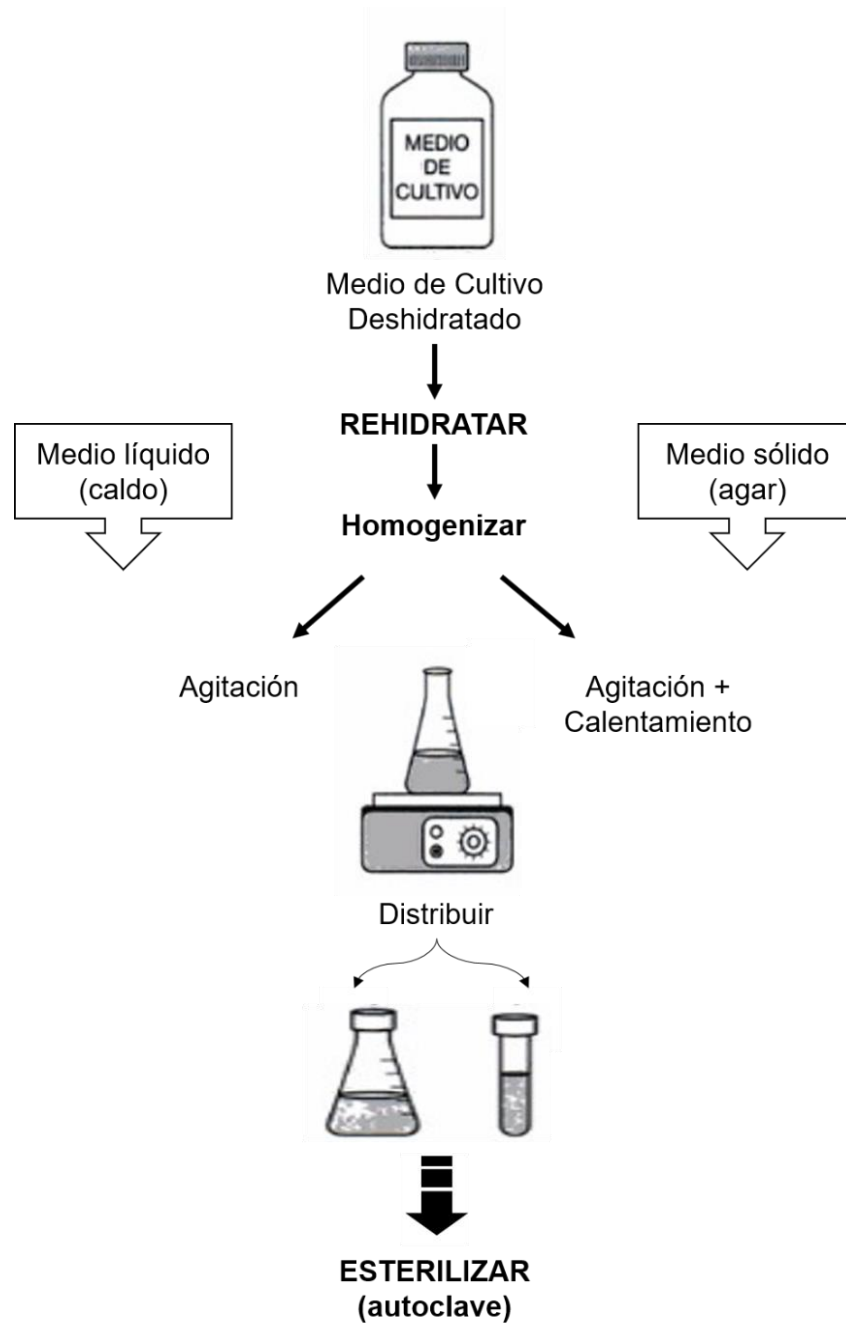 MEDIO
DE
CULTIVO
Medio de Cultivo
Deshidratado
REHIDRATAR
Medio líquido
(caldo)
Medio sólido
(agar)
Homogenizar
Agitación
Agitación +
Calentamiento
Distribuir
ESTERILIZAR
(autoclave)